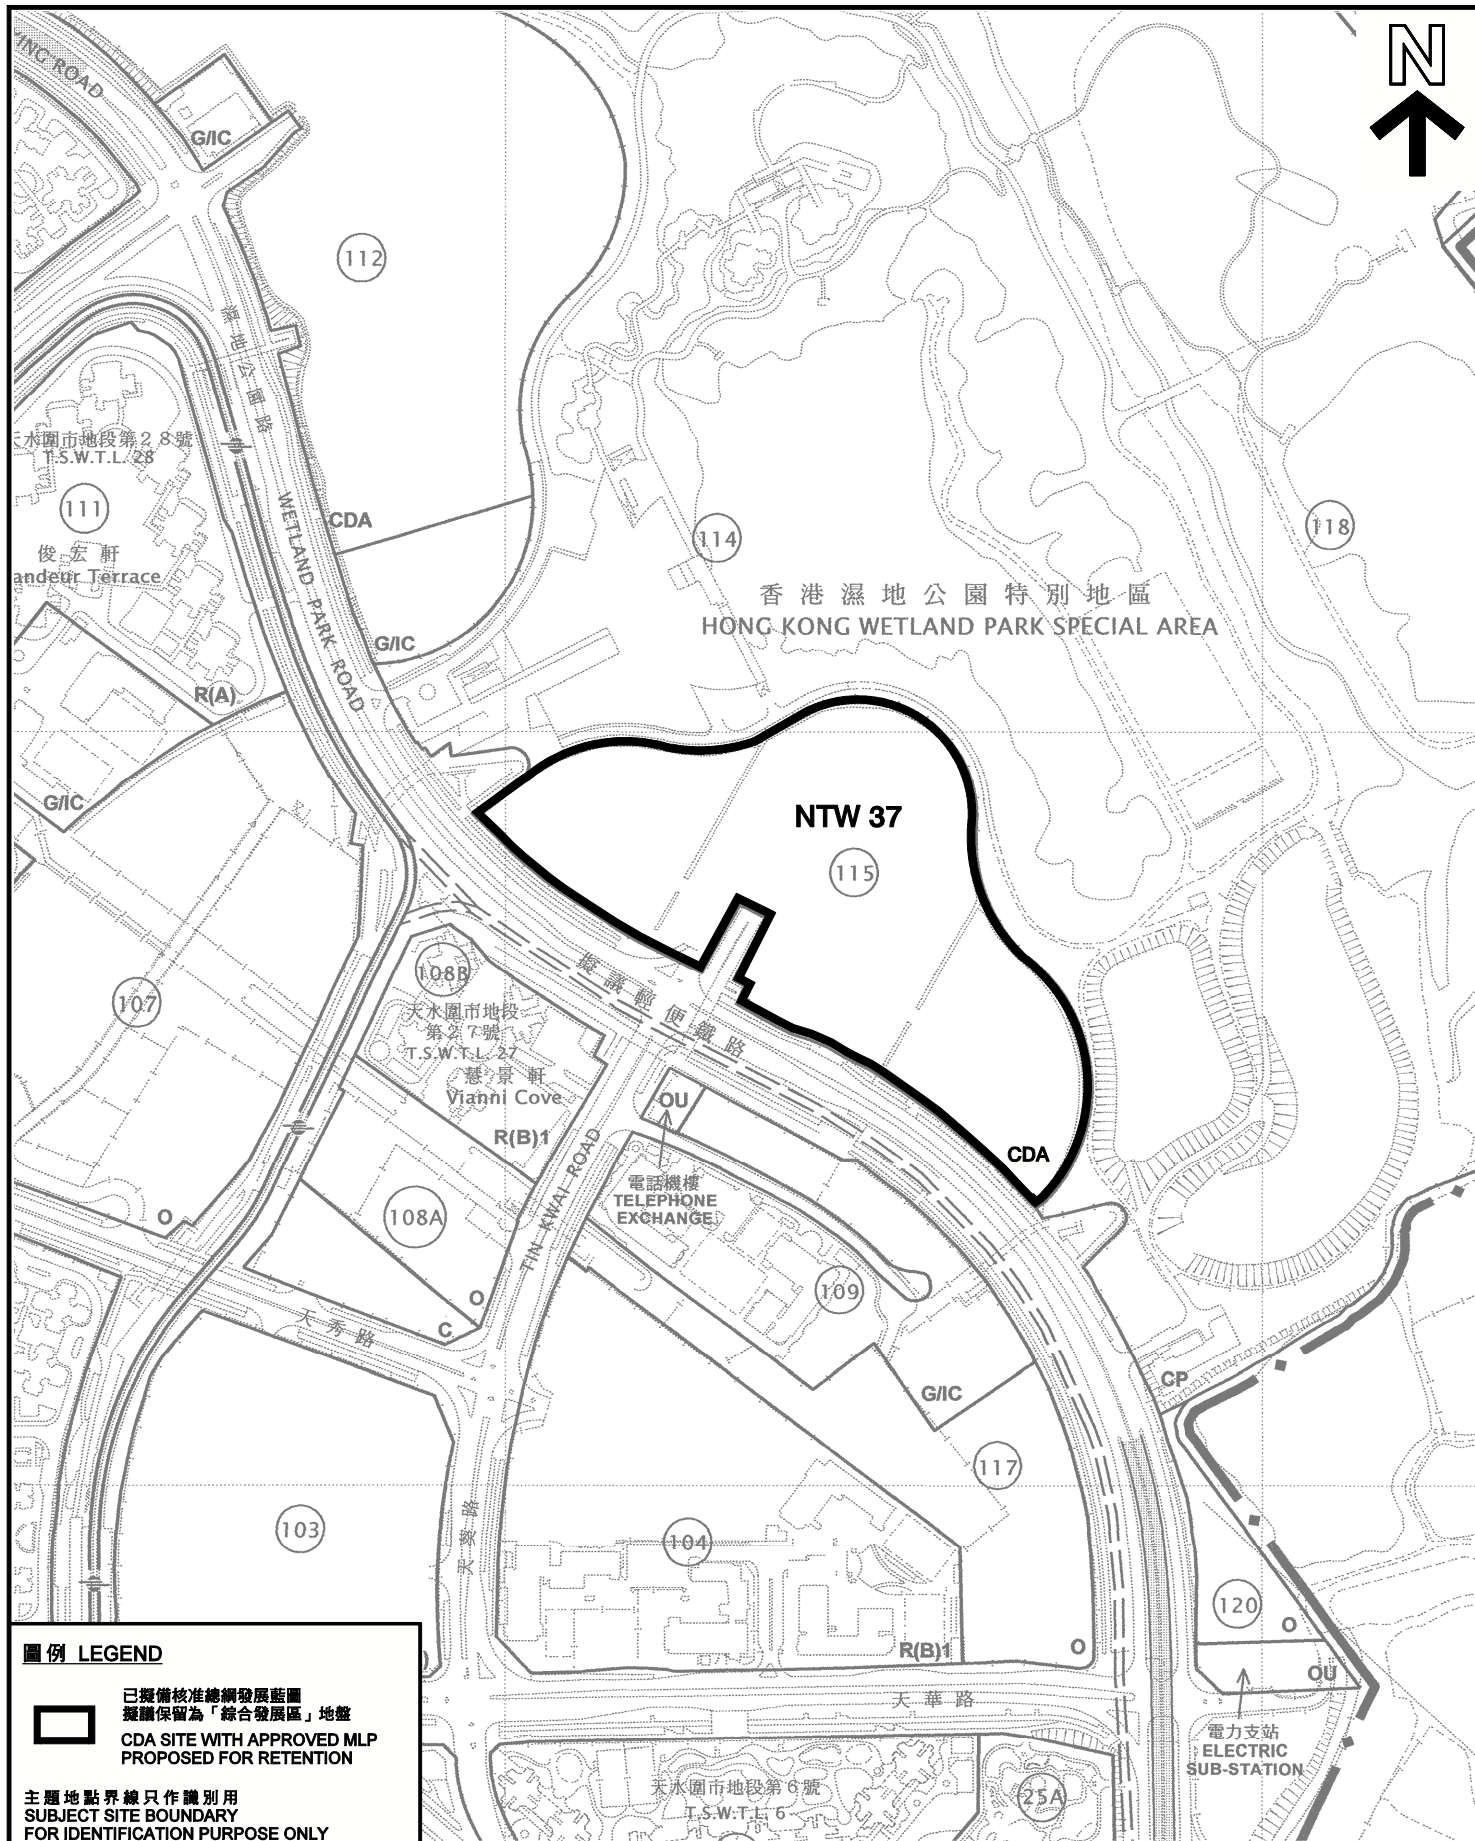 N
G/IC
112
濕地公園路
天水圍市地段第28號
T.S.W.T.L. 28
111
俊宏軒
andeur Terrace
CDA
WETLAND PARK ROAD
G/IC
R(A)
G/IC
114
118
香港濕地公園特別地區
HONG KONG WETLAND PARK SPECIAL AREA
NTW 37
115
CDA
107
108B
天水圍市地段
第27號
T.S.W.T.L. 27
慧景軒
Vianni Cove
R(B)1
擬議輕便鐵路
OU
電話機樓
TELEPHONE
EXCHANGE
TIN KWAI ROAD
O
108A
O
C
天秀路
109
G/IC
CP
117
103
天葵路
104
R(B)1
O
120
O
OU
天華路
電力支站
ELECTRIC
SUB-STATION
天水圍市地段第6號
T.S.W.T.L. 6
25A
圖例 LEGEND
已擬備核准總綱發展藍圖
擬議保留為「綜合發展區」地盤
CDA SITE WITH APPROVED MLP
PROPOSED FOR RETENTION
主題地點界線只作識別用
SUBJECT SITE BOUNDARY
FOR IDENTIFICATION PURPOSE ONLY